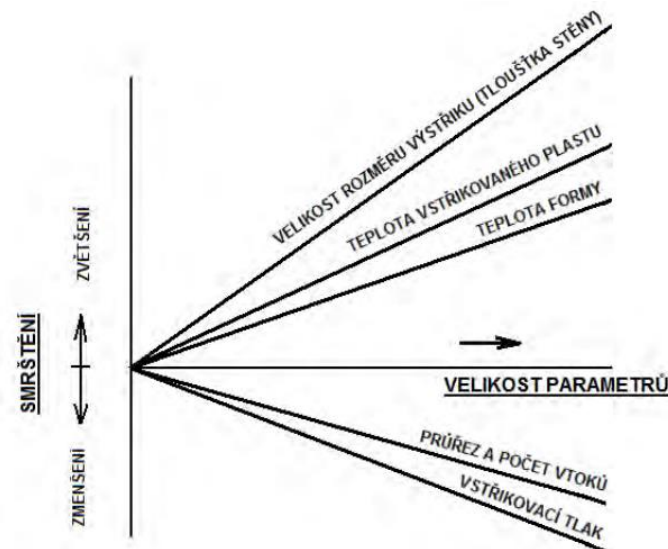 VELIKOST ROZMĚRU VÝSTŘIKU (TLOUŠŤKA STĚNY)
TEPLOTA VSTŘIKOVANÉHO PLASTU
TEPLOTA FORMY
ZVĚTŠENÍ
SMRŠTĚNÍ
ZMENŠENÍ
VELIKOST PARAMETRŮ
PRŮŘEZ A POČET VTOKŮ
VSTŘIKOVACÍ TLAK